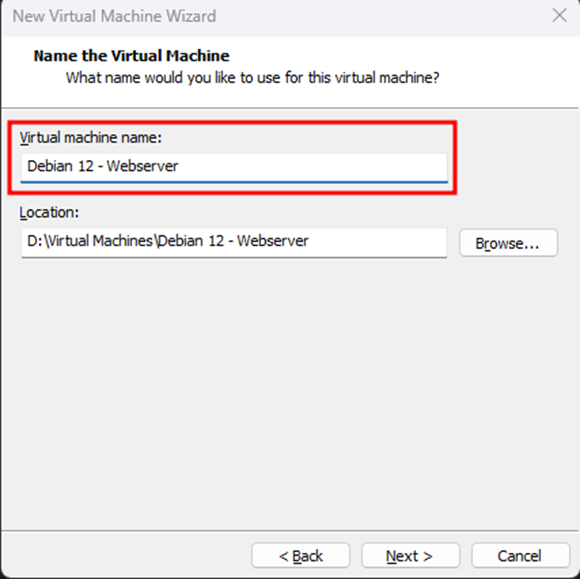 New Virtual Machine Wizard
Name the Virtual Machine
What name would you like to use for this virtual machine?
Virtual machine name:
Debian 12 - Webserver
Location:
D:\Virtual Machines\Debian 12 - Webserver
Browse...
< Back
Next >
Cancel